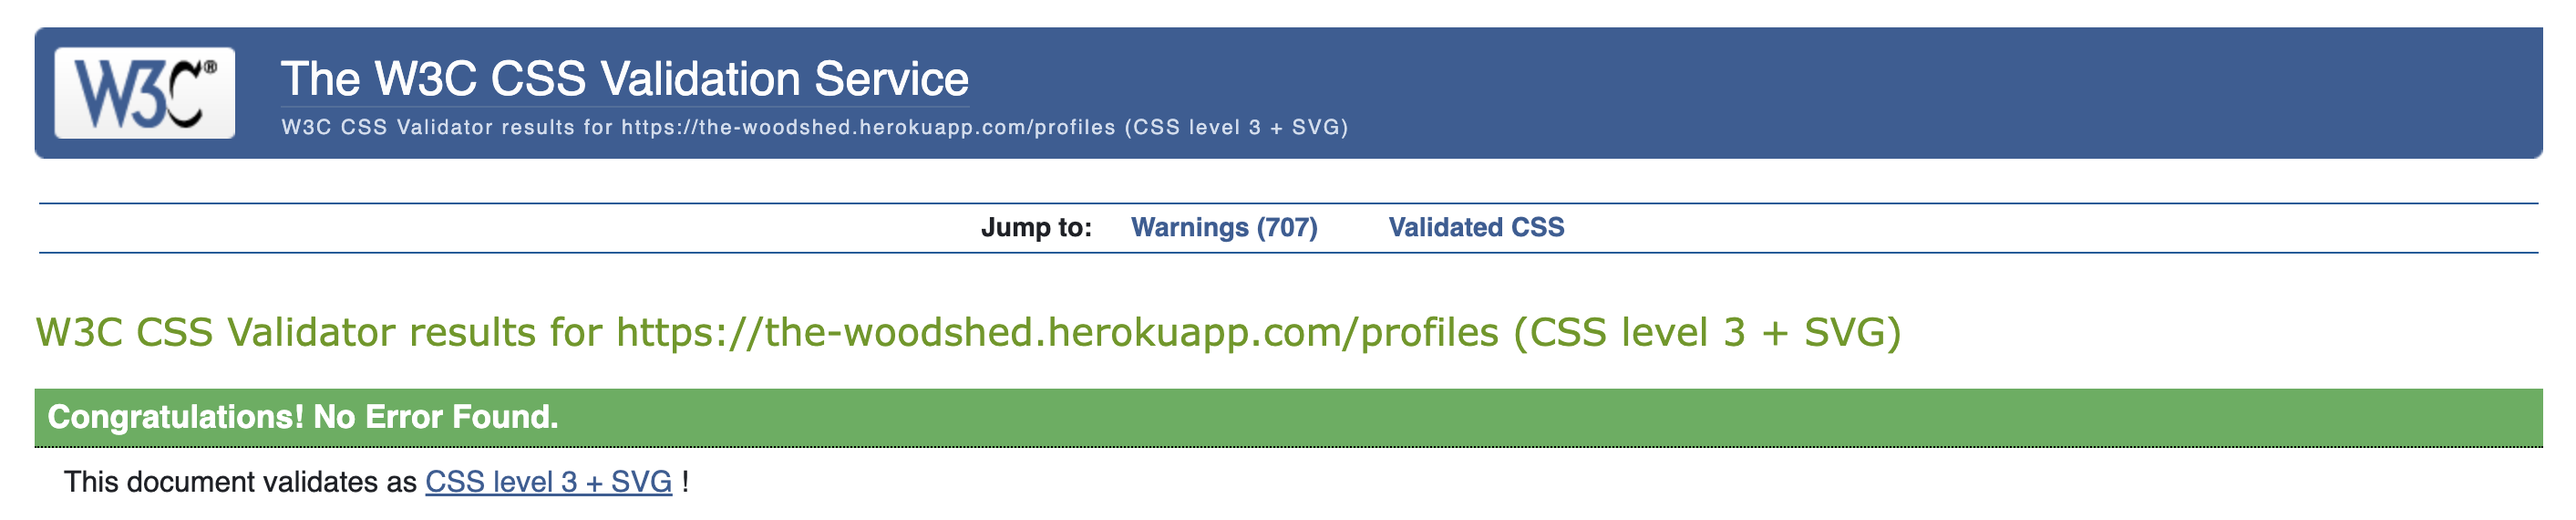 W3C®
The W3C CSS Validation Service
W3C CSS Validator results for https://the-woodshed.herokuapp.com/profiles (CSS level 3 + SVG)
Jump to: Warnings (707) Validated CSS
W3C CSS Validator results for https://the-woodshed.herokuapp.com/profiles (CSS level 3 + SVG)
Congratulations! No Error Found.
This document validates as CSS level 3 + SVG !